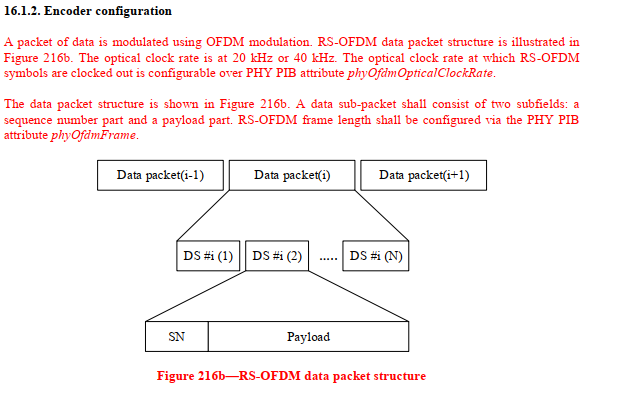 16.1.2. Encoder configuration
A packet of data is modulated using OFDM modulation. RS-OFDM data packet structure is illustrated in
Figure 216b. The optical clock rate is at 20 kHz or 40 kHz. The optical clock rate at which RS-OFDM
symbols are clocked out is configurable over PHY PIB attribute phyOfdmOpticalClockRate.
The data packet structure is shown in Figure 216b. A data sub-packet shall consist of two subfields: a
sequence number part and a payload part. RS-OFDM frame length shall be configured via the PHY PIB
attribute phyOfdmFrame.
Data packet(i-1) Data packet(i) Data packet(i+1)
DS #i (1) DS #i (2) ..... DS #i (N)
SN Payload
Figure 216b—RS-OFDM data packet structure